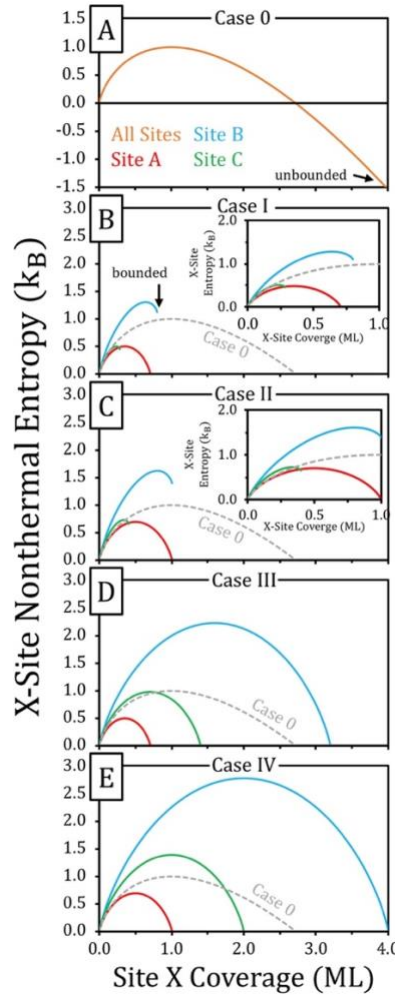 X-Site Nonthermal Entropy (kB)
A
Case 0
1.5
1.0
0.5
0.0
-0.5
-1.0
-1.5
All Sites
Site B
Site A
Site C
unbounded
B
Case I
3.0
2.5
2.0
1.5
1.0
0.5
0.0
bounded
Case 0
X-Site
Entropy (kB)
2.0
1.0
0.0
0.0
0.5
1.0
X-Site Coverge (ML)
C
Case II
3.0
2.5
2.0
1.5
1.0
0.5
0.0
Case 0
X-Site
Entropy (kB)
2.0
1.0
0.0
0.0
0.5
1.0
X-Site Coverge (ML)
D
Case III
3.0
2.5
2.0
1.5
1.0
0.5
0.0
Case 0
E
Case IV
3.0
2.5
2.0
1.5
1.0
0.5
0.0
Case 0
0.0
1.0
2.0
3.0
4.0
Site X Coverage (ML)